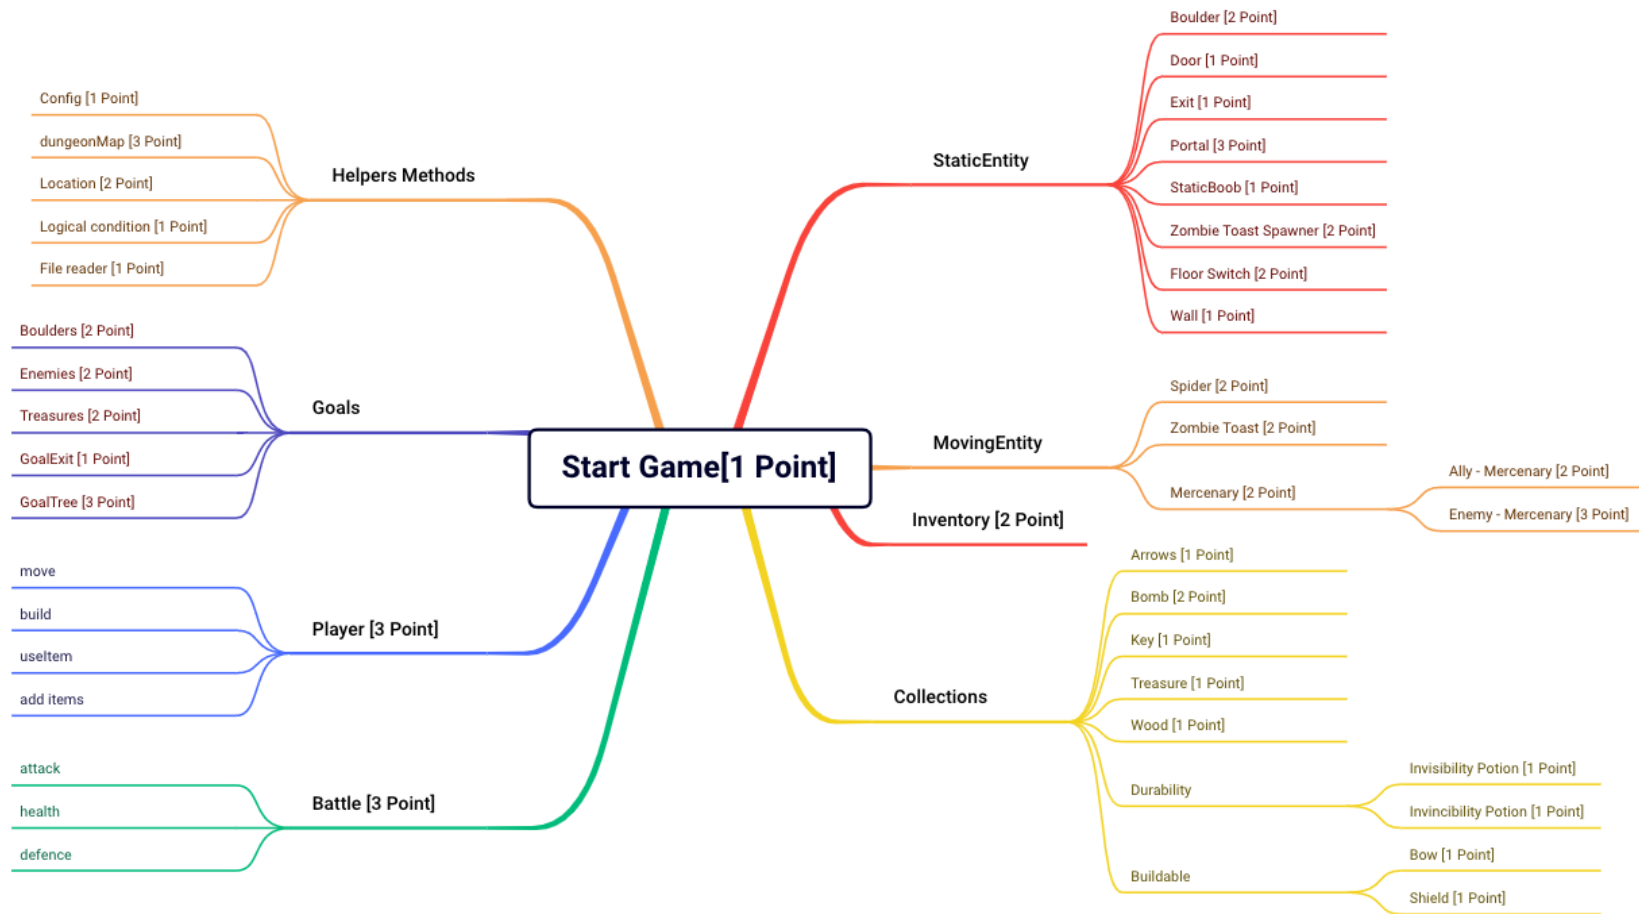 Start Game[1 Point]
Helpers Methods
Config [1 Point]
dungeonMap [3 Point]
Location [2 Point]
Logical condition [1 Point]
File reader [1 Point]
Goals
Boulders [2 Point]
Enemies [2 Point]
Treasures [2 Point]
GoalExit [1 Point]
GoalTree [3 Point]
Player [3 Point]
move
build
useItem
add items
Battle [3 Point]
attack
health
defence
StaticEntity
Boulder [2 Point]
Door [1 Point]
Exit [1 Point]
Portal [3 Point]
StaticBoob [1 Point]
Zombie Toast Spawner [2 Point]
Floor Switch [2 Point]
Wall [1 Point]
MovingEntity
Spider [2 Point]
Zombie Toast [2 Point]
Mercenary [2 Point]
Ally - Mercenary [2 Point]
Enemy - Mercenary [3 Point]
Inventory [2 Point]
Collections
Arrows [1 Point]
Bomb [2 Point]
Key [1 Point]
Treasure [1 Point]
Wood [1 Point]
Durability
Invisibility Potion [1 Point]
Invincibility Potion [1 Point]
Buildable
Bow [1 Point]
Shield [1 Point]